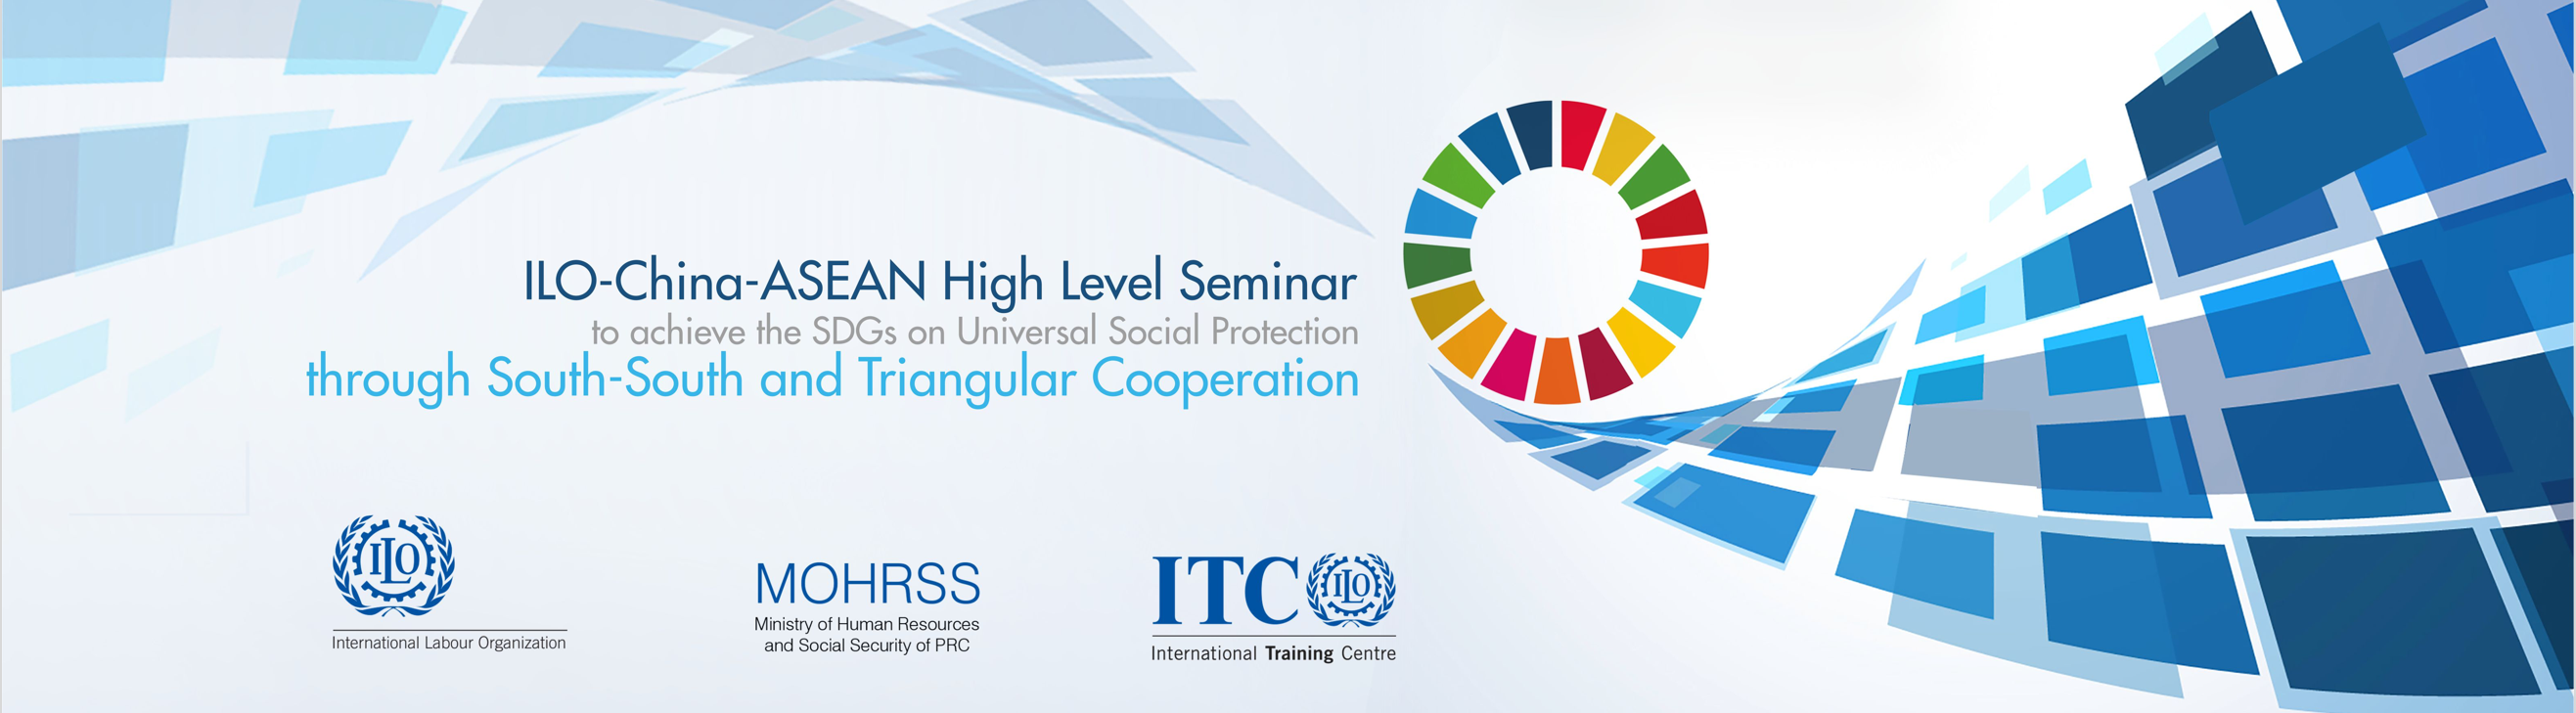 ILO-China-ASEAN High Level Seminar
to achieve the SDGs on Universal Social Protection
through South-South and Triangular Cooperation
ILO
International Labour Organization
MOHRSS
Ministry of Human Resources
and Social Security of PRC
ITC ILO
International Training Centre